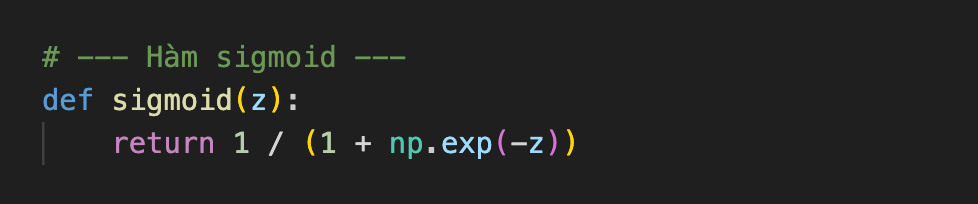 # --- Hàm sigmoid ---
def sigmoid(z):
    return 1 / (1 + np.exp(-z))